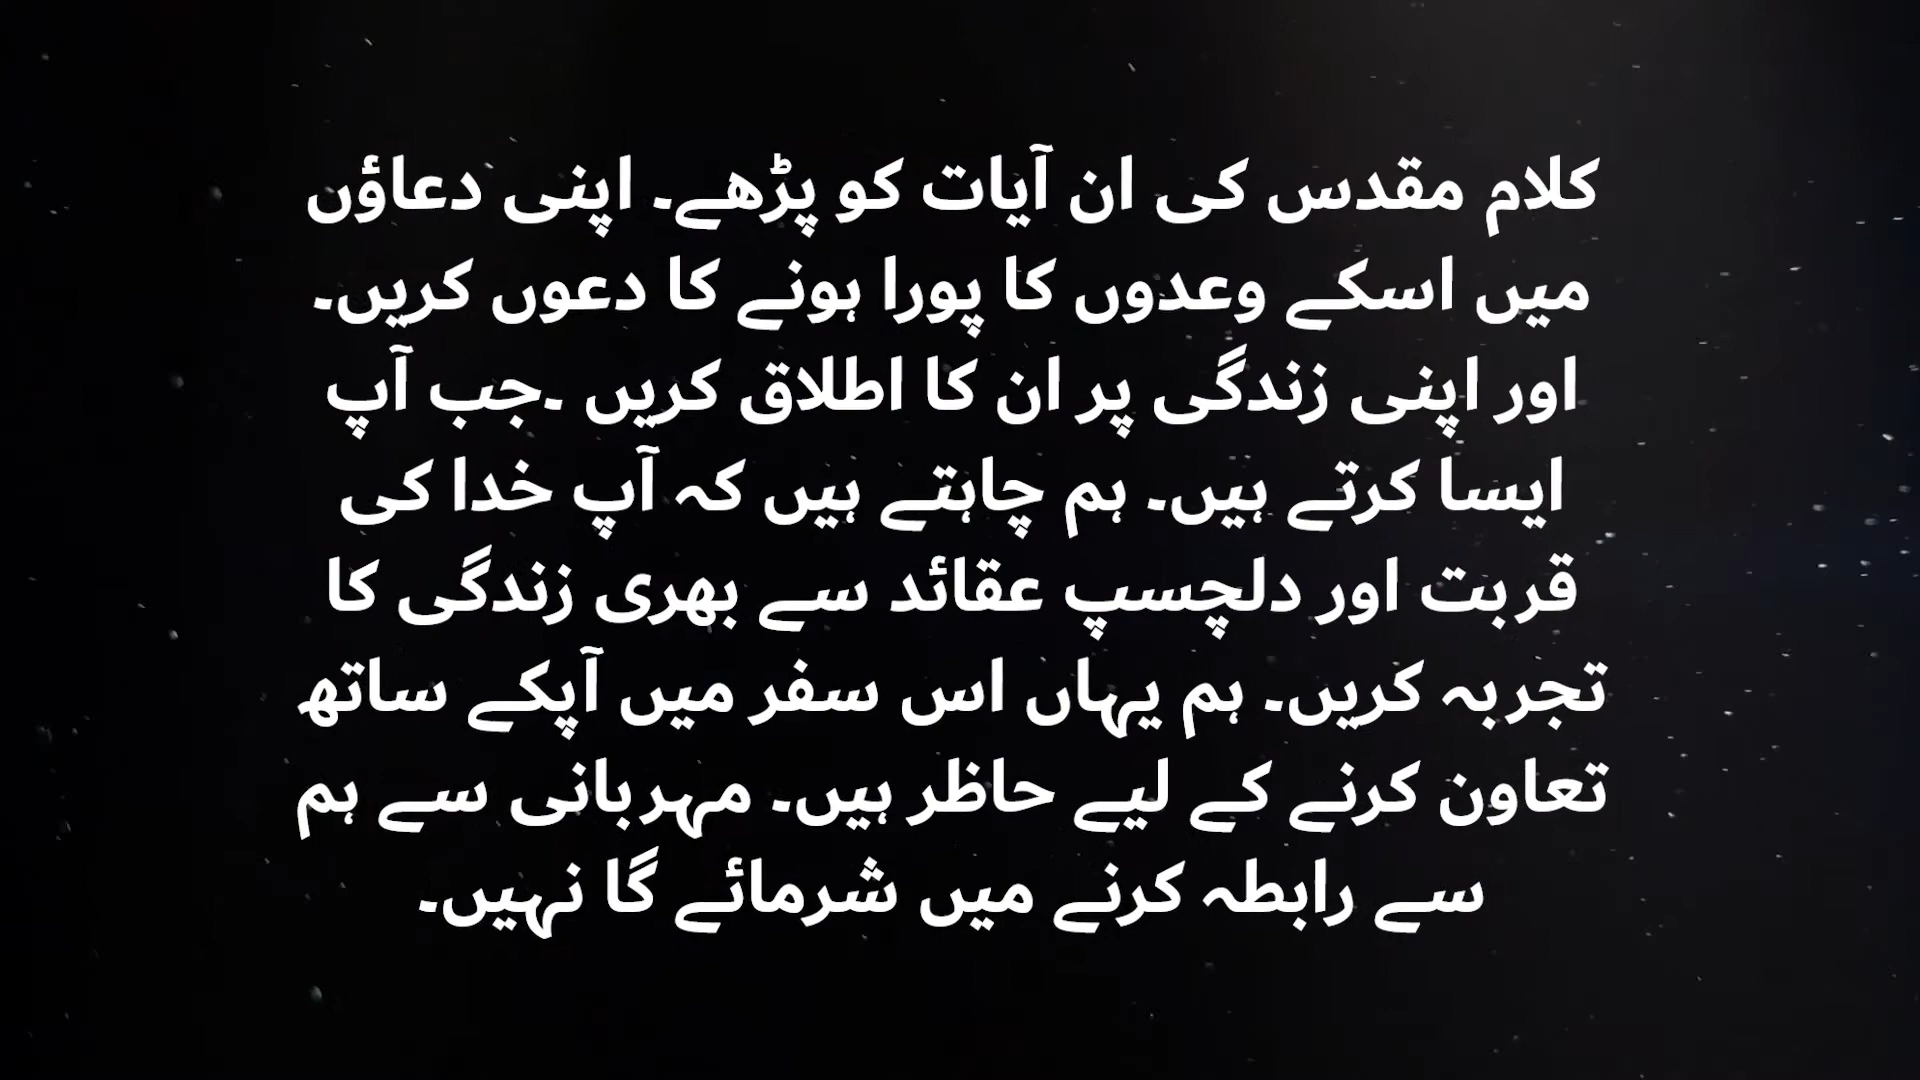 کلام مقدس کی ان آیات کو پڑھے۔ اپنی دعاؤں
میں اسکے وعدوں کا پورا ہونے کا دعوں کریں۔
اور اپنی زندگی پر ان کا اطلاق کریں ۔جب آپ
ایسا کرتے ہیں۔ ہم چاہتے ہیں کہ آپ خدا کی
قربت اور دلچسپ عقائد سے بھری زندگی کا
تجربہ کریں۔ ہم یہاں اس سفر میں آپکے ساتھ
تعاون کرنے کے لیے حاظر ہیں۔ مہربانی سے ہم
سے رابطہ کرنے میں شرمائے گا نہیں۔